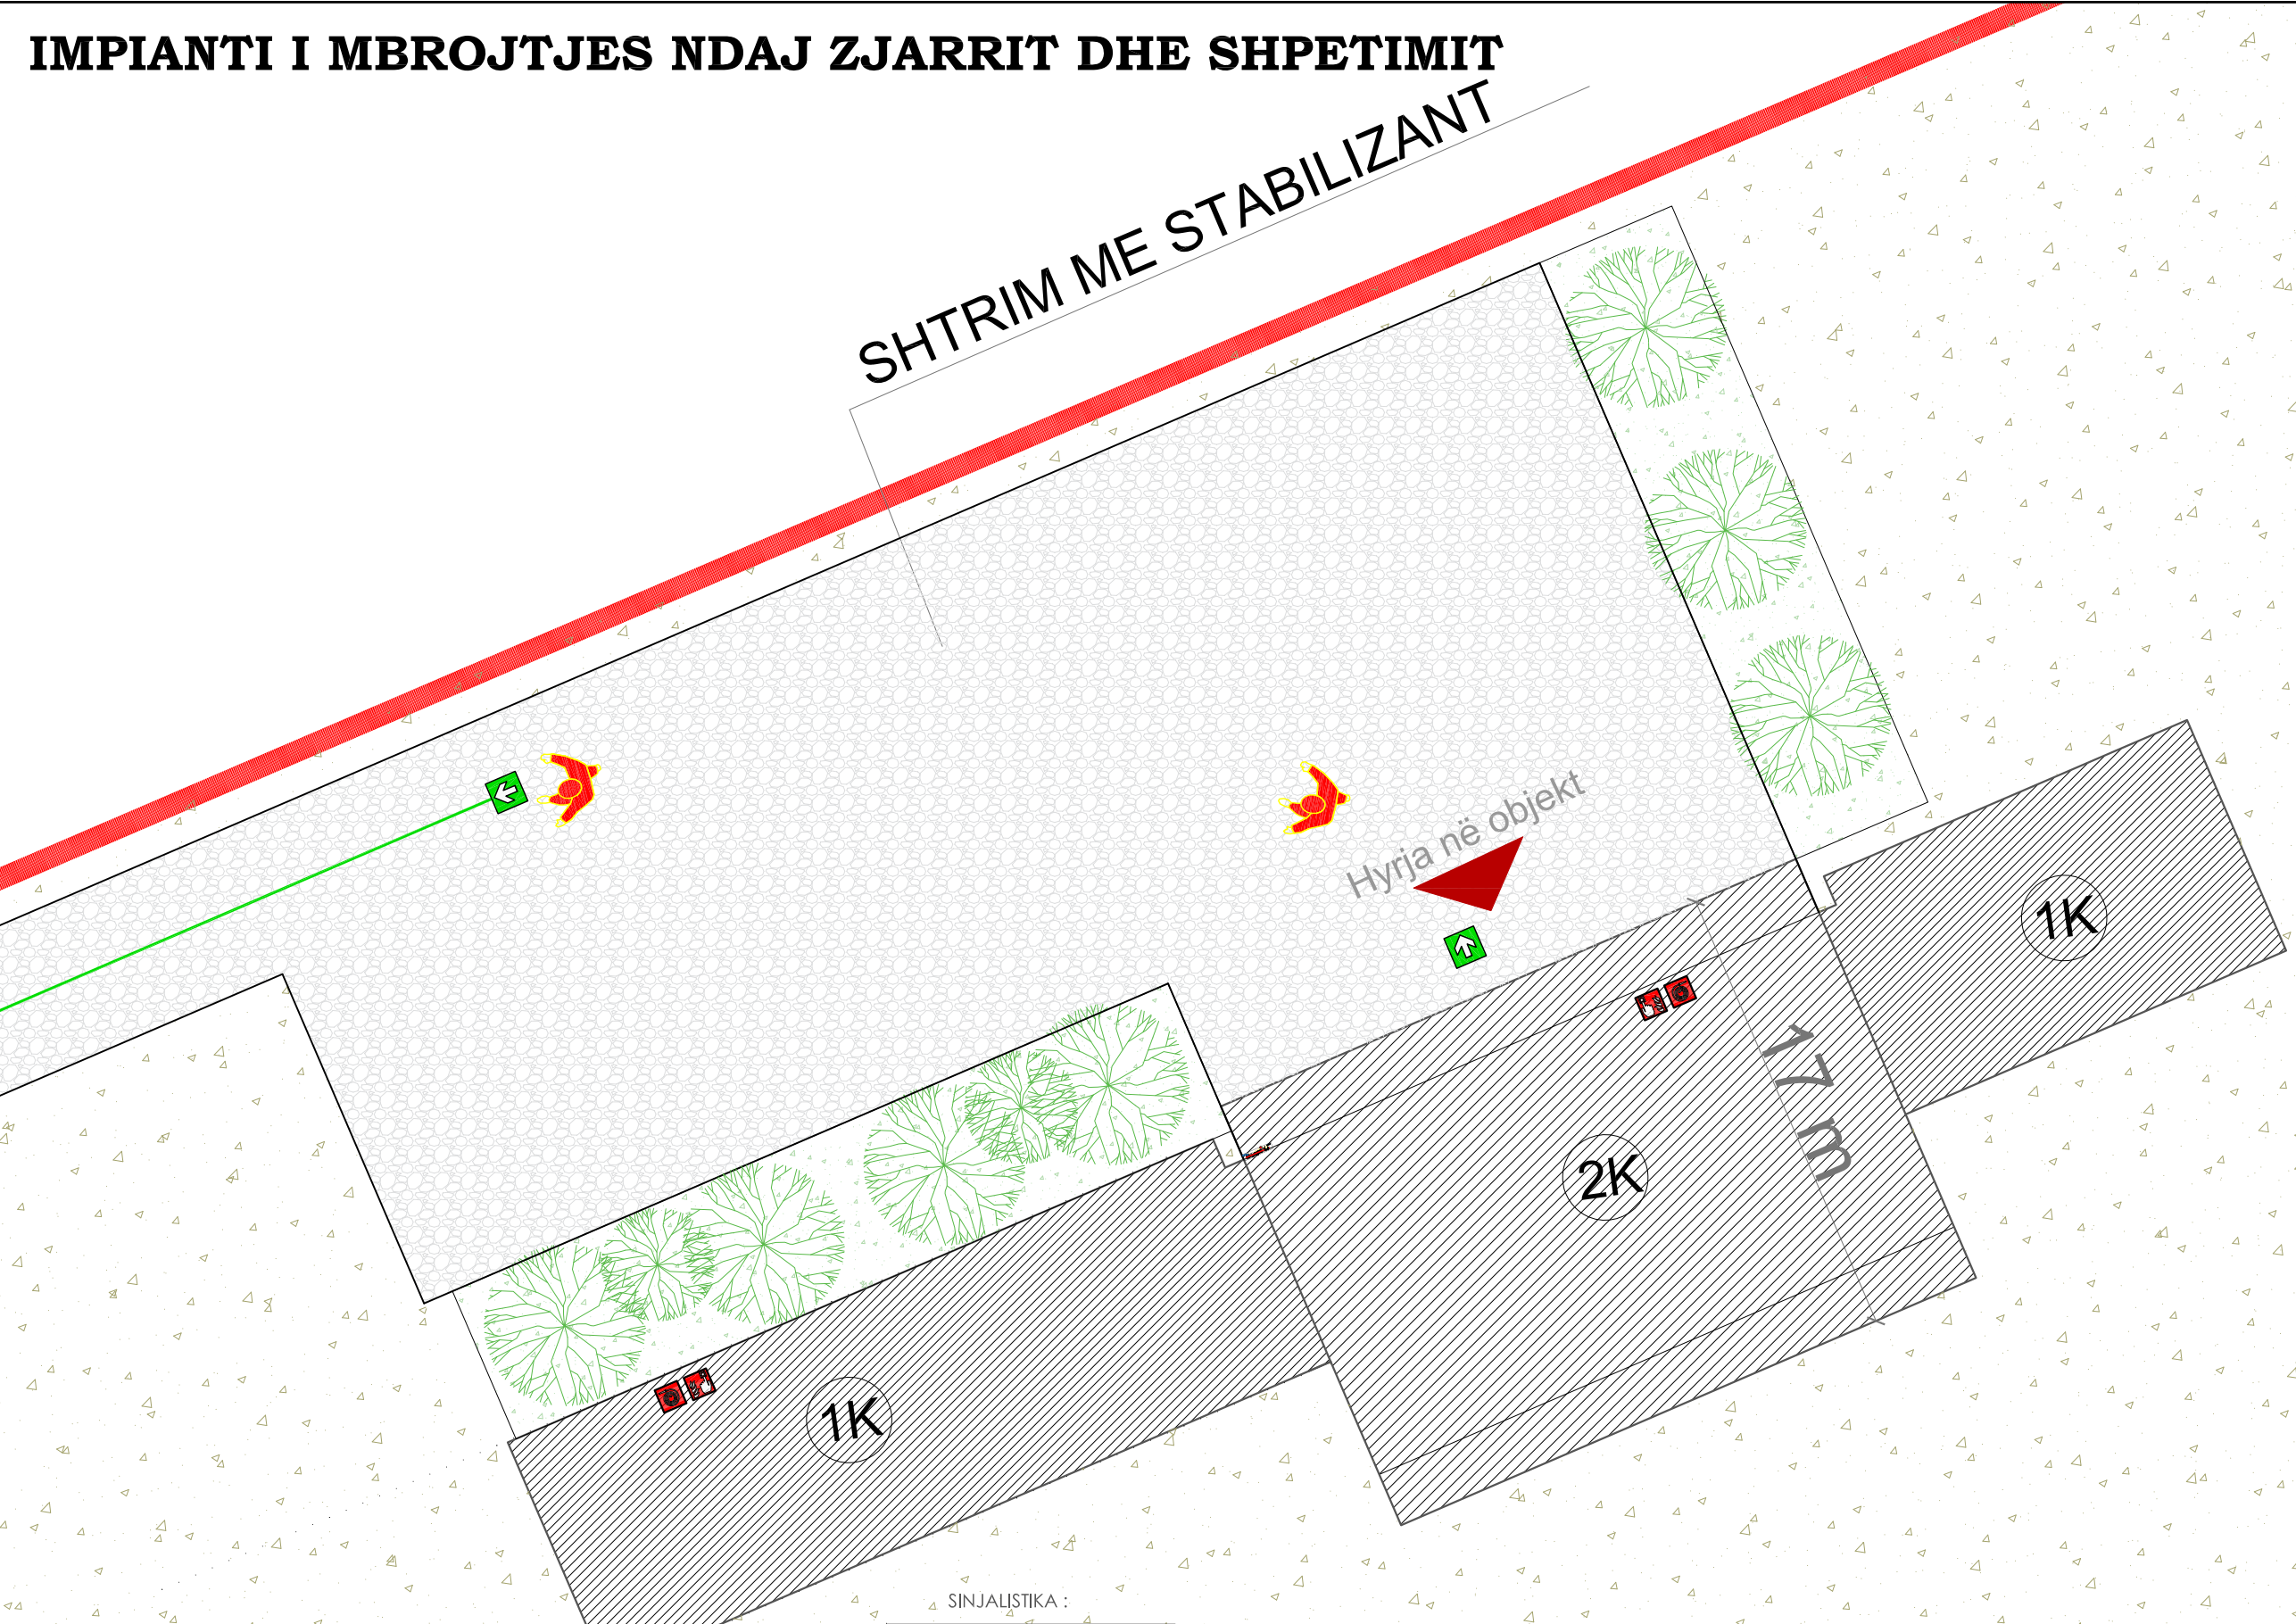 IMPIANTI I MBROJTJES NDAJ ZJARRIT DHE SHPETIMIT
SHTRIM ME STABILIZANT
Hyrja në objekt
1K
17 m
2K
1K
SINJALISTIKA :